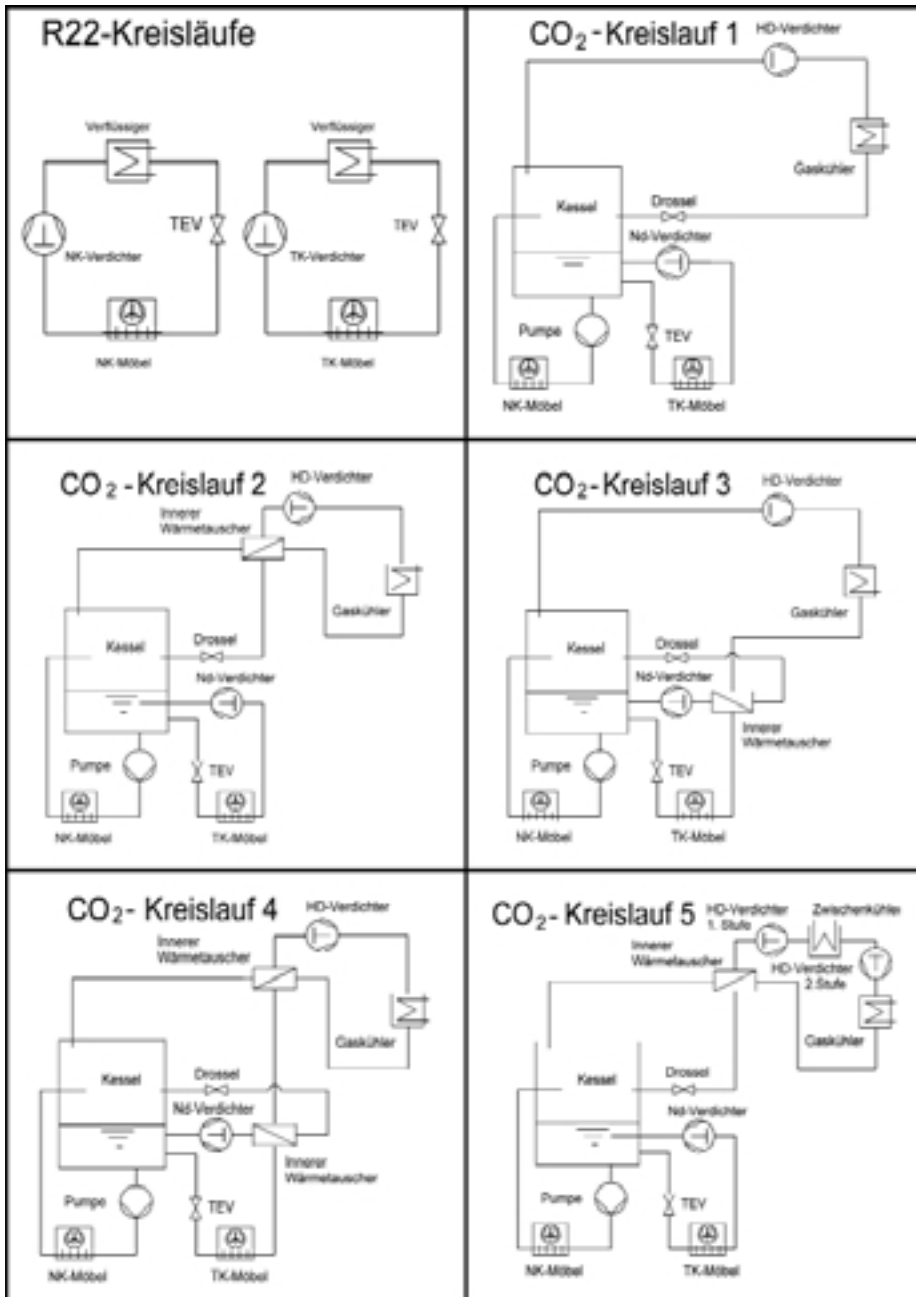 R22-Kreisläufe
Verflüssiger
Verflüssiger
TEV
TEV
NK-Verdichter
TK-Verdichter
NK-Möbel
TK-Möbel
CO₂-Kreislauf 1
HD-Verdichter
Gaskühler
Kessel
Drossel
Nd-Verdichter
Pumpe
TEV
NK-Möbel
TK-Möbel
CO₂-Kreislauf 2
HD-Verdichter
Innerer
Wärmetauscher
Gaskühler
Kessel
Drossel
Nd-Verdichter
Pumpe
TEV
NK-Möbel
TK-Möbel
CO₂-Kreislauf 3
HD-Verdichter
Gaskühler
Kessel
Drossel
Nd-Verdichter
Innerer
Wärmetauscher
Pumpe
TEV
NK-Möbel
TK-Möbel
CO₂- Kreislauf 4
HD-Verdichter
Innerer
Wärmetauscher
Gaskühler
Kessel
Drossel
Nd-Verdichter
Innerer
Wärmetauscher
Pumpe
TEV
NK-Möbel
TK-Möbel
CO₂- Kreislauf 5
HD-Verdichter
1. Stufe
Zwischenkühler
Innerer
Wärmetauscher
HD-Verdichter
2.Stufe
Gaskühler
Kessel
Drossel
Nd-Verdichter
Pumpe
TEV
NK-Möbel
TK-Möbel